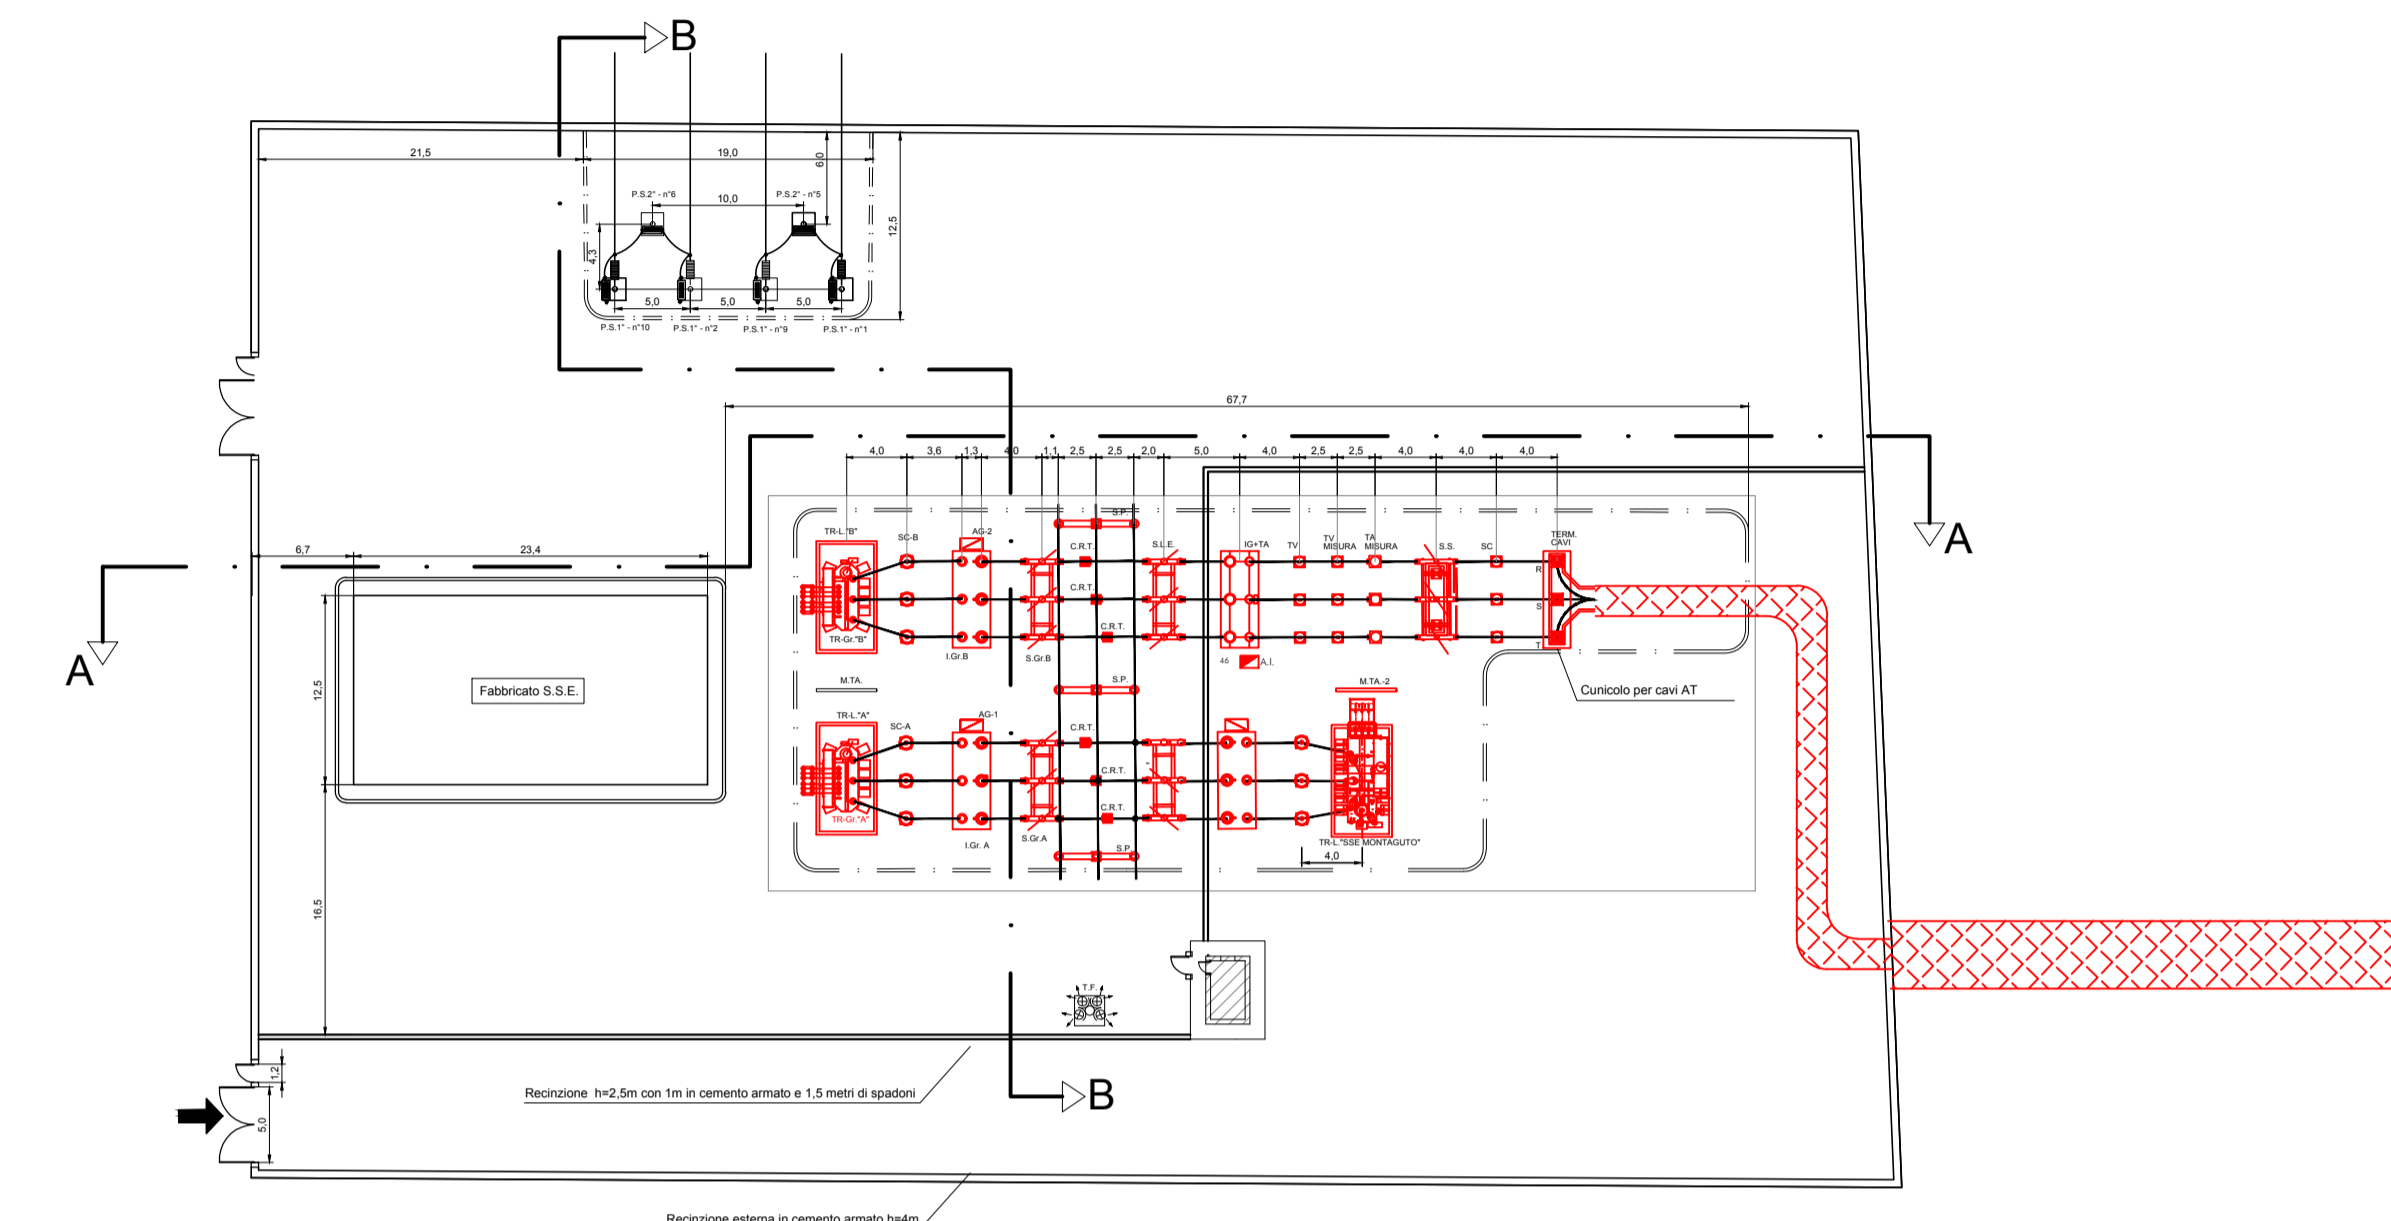 B
21,5
19,0
6,0
P.S.2° - n°6
P.S.2° - n°5
10,0
12,5
4,3
5,0
5,0
5,0
P.S.1° - n°10
P.S.1° - n°2
P.S.1° - n°9
P.S.1° - n°1
67,7
4,0
3,6
1,3
4,0
1,1
2,5
2,5
2,0
5,0
4,0
2,5
2,5
4,0
4,0
4,0
A
S.P.
TR-L."B"
SC-B
AG-2
C.R.T.
S.L.E.
IG+TA
TV
TV
MISURA
TA
MISURA
S.S.
SC
TERM.
CAVI
6,7
23,4
R
C.R.T.
S
C.R.T.
TR-Gr."B"
T
I.Gr.B
S.Gr.B
46
A.I.
A
12,5
Fabbricato S.S.E.
M.TA.
S.P.
M.TA.-2
Cunicolo per cavi AT
TR-L."A"
SC-A
AG-1
C.R.T.
C.R.T.
C.R.T.
TR-Gr."A"
I.Gr. A
S.Gr.A
S.P.
TR-L."SSE MONTAGUTO"
4,0
16,5
T.F.
1,2
Recinzione h=2,5m con 1m in cemento armato e 1,5 metri di spadoni
B
5,0
Recinzione esterna in cemento armato h=4m